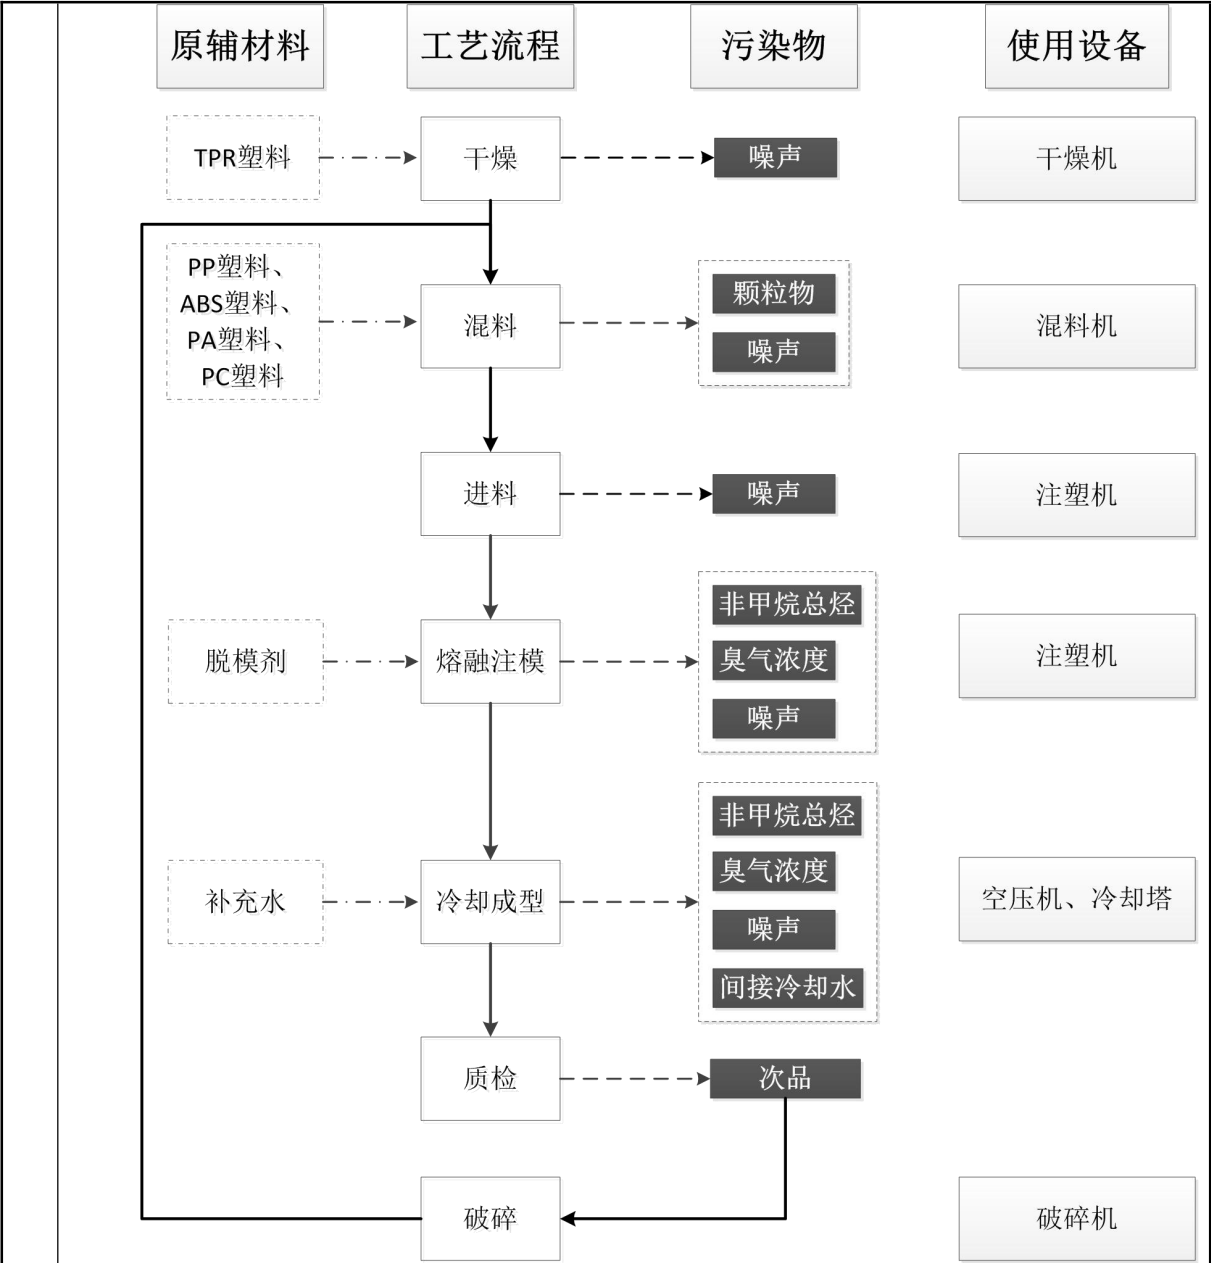 原辅材料
工艺流程
污染物
使用设备
TPR塑料
干燥
噪声
干燥机
PP塑料、
ABS塑料、
PA塑料、
PC塑料
混料
颗粒物
噪声
混料机
进料
噪声
注塑机
脱模剂
熔融注模
非甲烷总烃
臭气浓度
噪声
注塑机
补充水
冷却成型
非甲烷总烃
臭气浓度
噪声
间接冷却水
空压机、冷却塔
质检
次品
破碎
破碎机